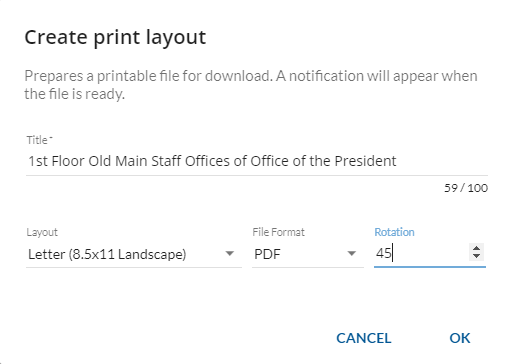 Create print layout
Prepares a printable file for download. A notification will appear when
the file is ready.
Title *
1st Floor Old Main Staff Offices of Office of the President
59 / 100
Layout File Format Rotation
Letter (8.5x11 Landscape) PDF 45
CANCEL OK